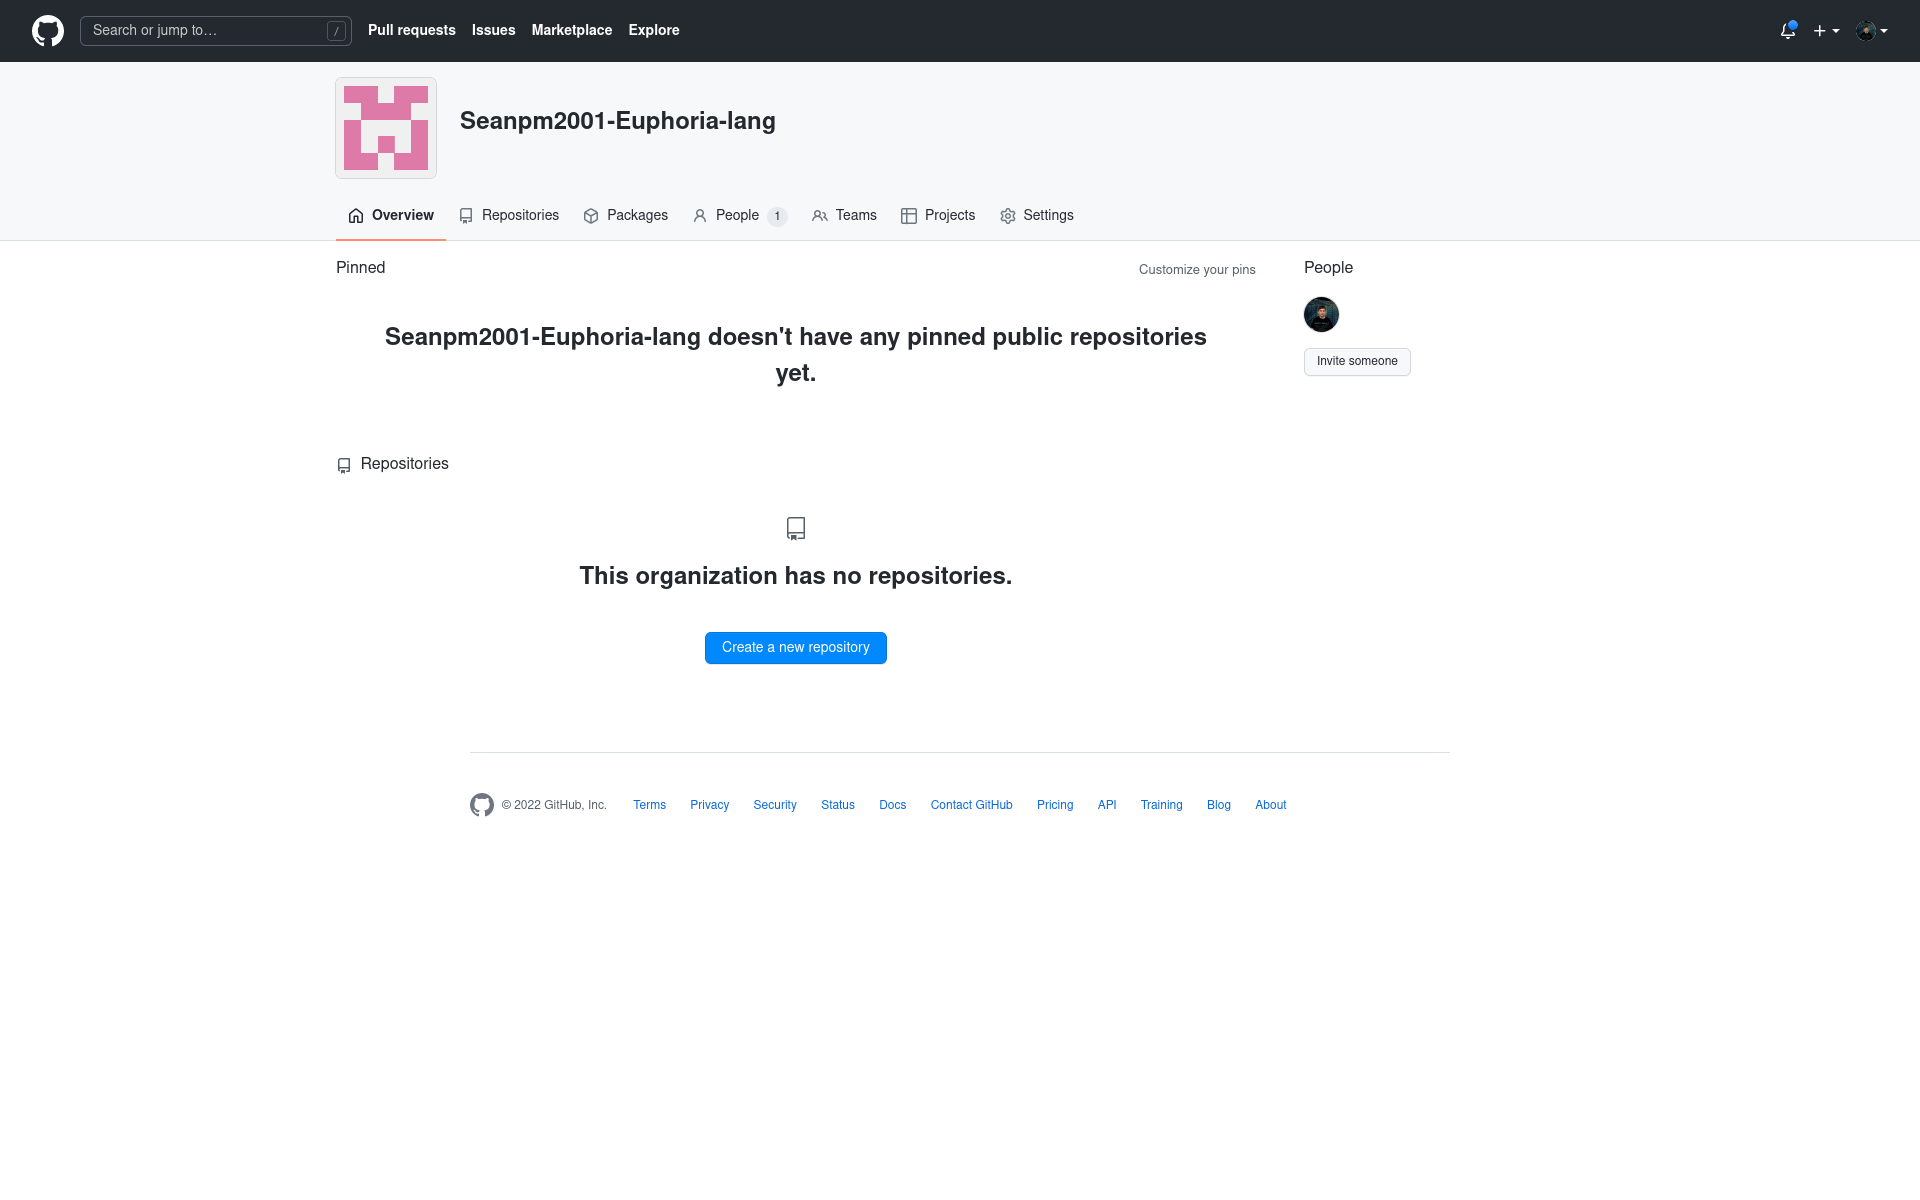 Search or jump to… /
Pull requests Issues Marketplace Explore
Seanpm2001-Euphoria-lang
Overview Repositories Packages People 1 Teams Projects Settings
Pinned
Customize your pins
Seanpm2001-Euphoria-lang doesn't have any pinned public repositories
yet.
Repositories
This organization has no repositories.
Create a new repository
People
Invite someone
© 2022 GitHub, Inc. Terms Privacy Security Status Docs Contact GitHub Pricing API Training Blog About